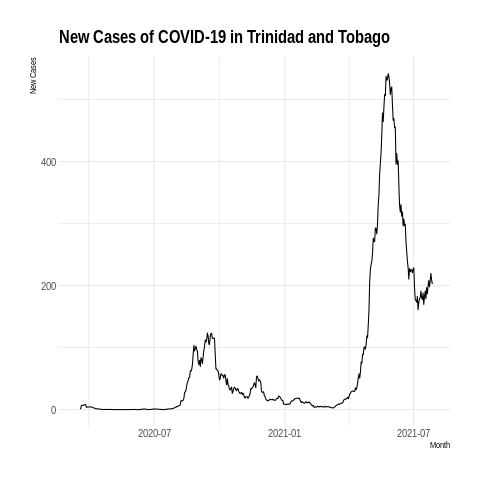 New Cases of COVID-19 in Trinidad and Tobago
New Cases
400
200
0
2020-07
2021-01
2021-07
Month